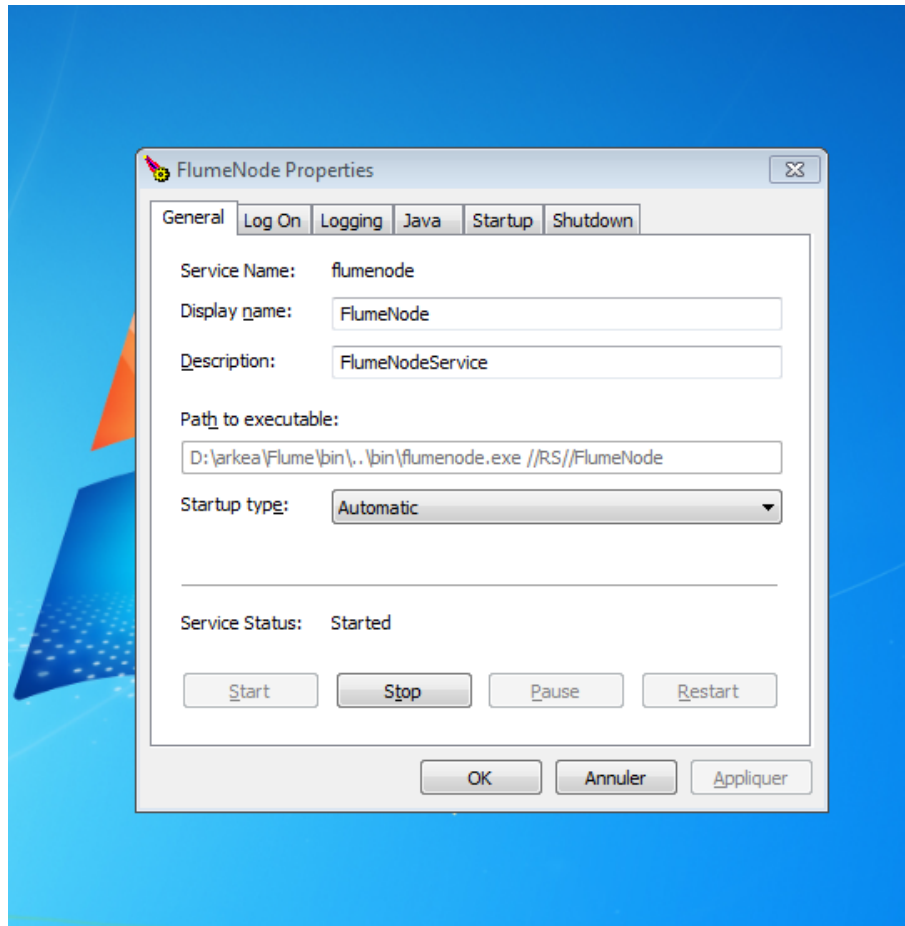 FlumeNode Properties
General Log On Logging Java Startup Shutdown
Service Name: flumenode
Display name: FlumeNode
Description: FlumeNodeService
Path to executable:
D:\arkea\Flume\bin\..\bin\flumenode.exe //RS//FlumeNode
Startup type: Automatic
Service Status: Started
Start Stop Pause Restart
OK Annuler Appliquer